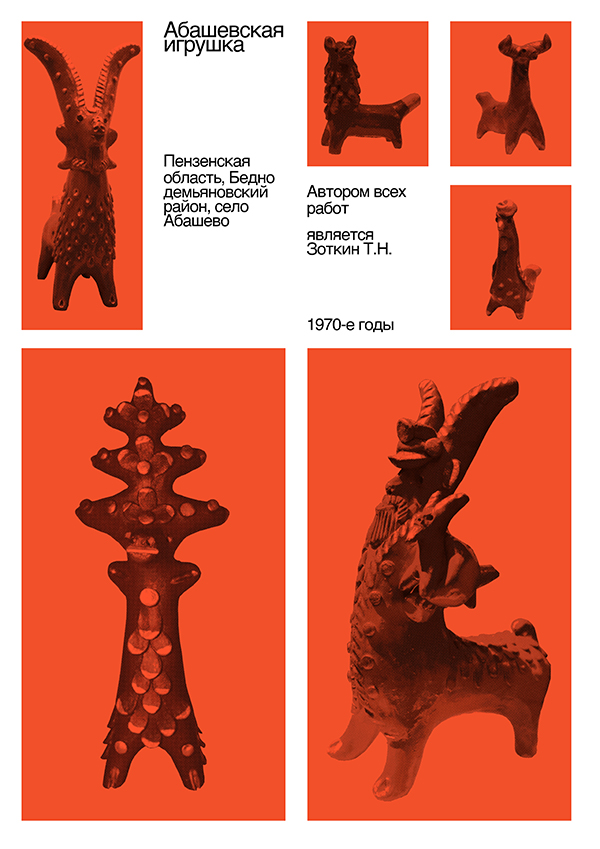 Абашевская
игрушка
Пензенская
область, Бедно
демьяновский
район, село
Абашево
Автором всех
работ
является
Зоткин Т.Н.
1970-е годы